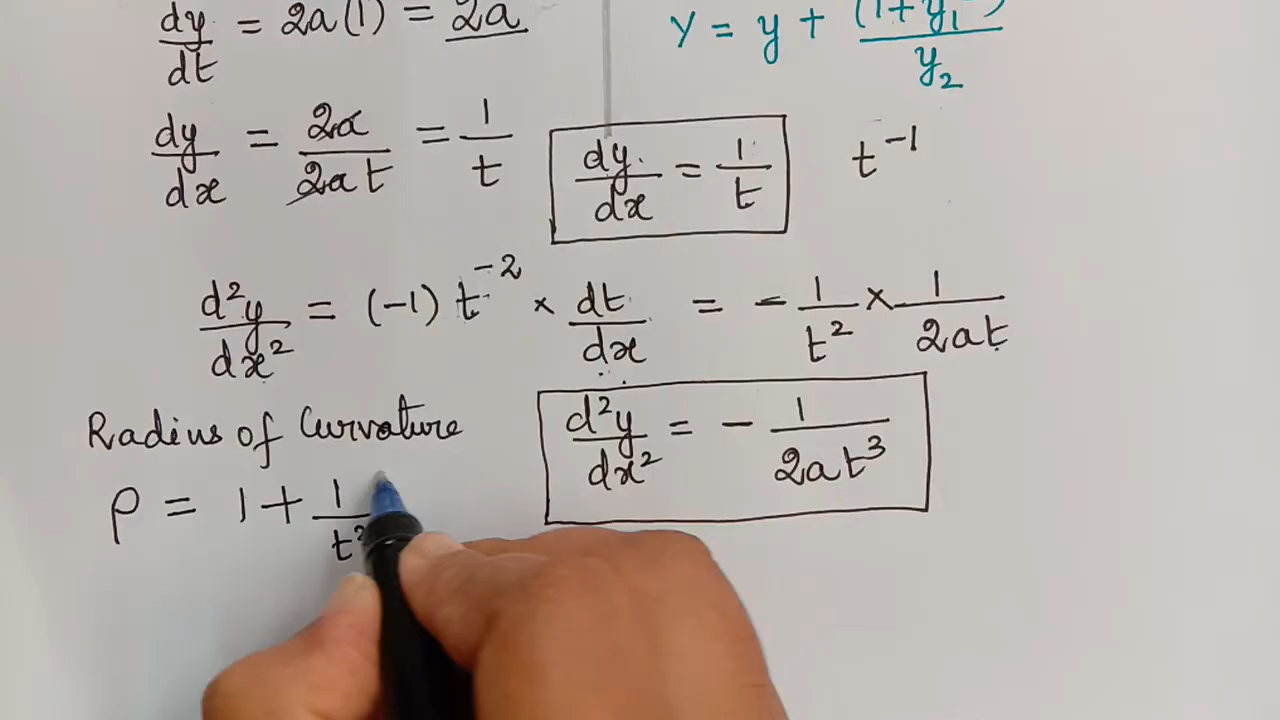 dy/dt = 2a(1) = 2a
Y = y + (1+y₁²)/y₂
dy/dx = 2a/2at = 1/t
dy/dx = 1/t
t⁻¹
d²y/dx² = (-1) t⁻² × dt/dx = - 1/t² × 1/2at
Radius of Curvature
d²y/dx² = - 1/2at³
ρ = 1 + 1/t²